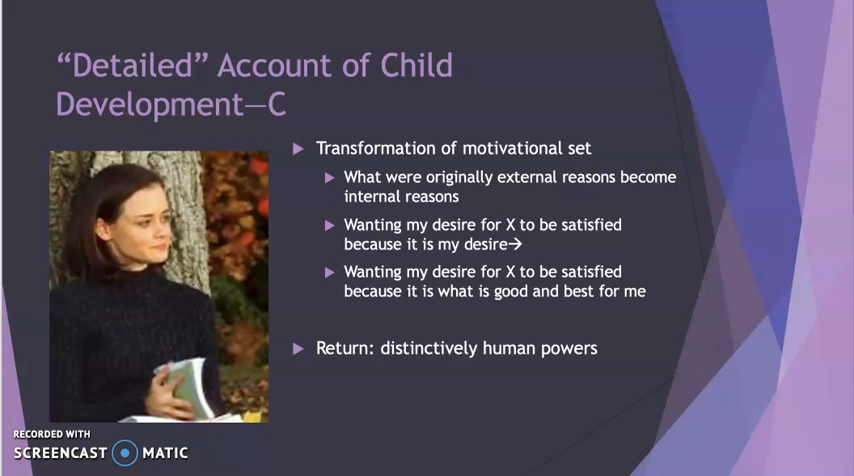 “Detailed” Account of Child
Development—C
Transformation of motivational set
What were originally external reasons become
internal reasons
Wanting my desire for X to be satisfied
because it is my desire→
Wanting my desire for X to be satisfied
because it is what is good and best for me
Return: distinctively human powers
RECORDED WITH
SCREENCAST MATIC